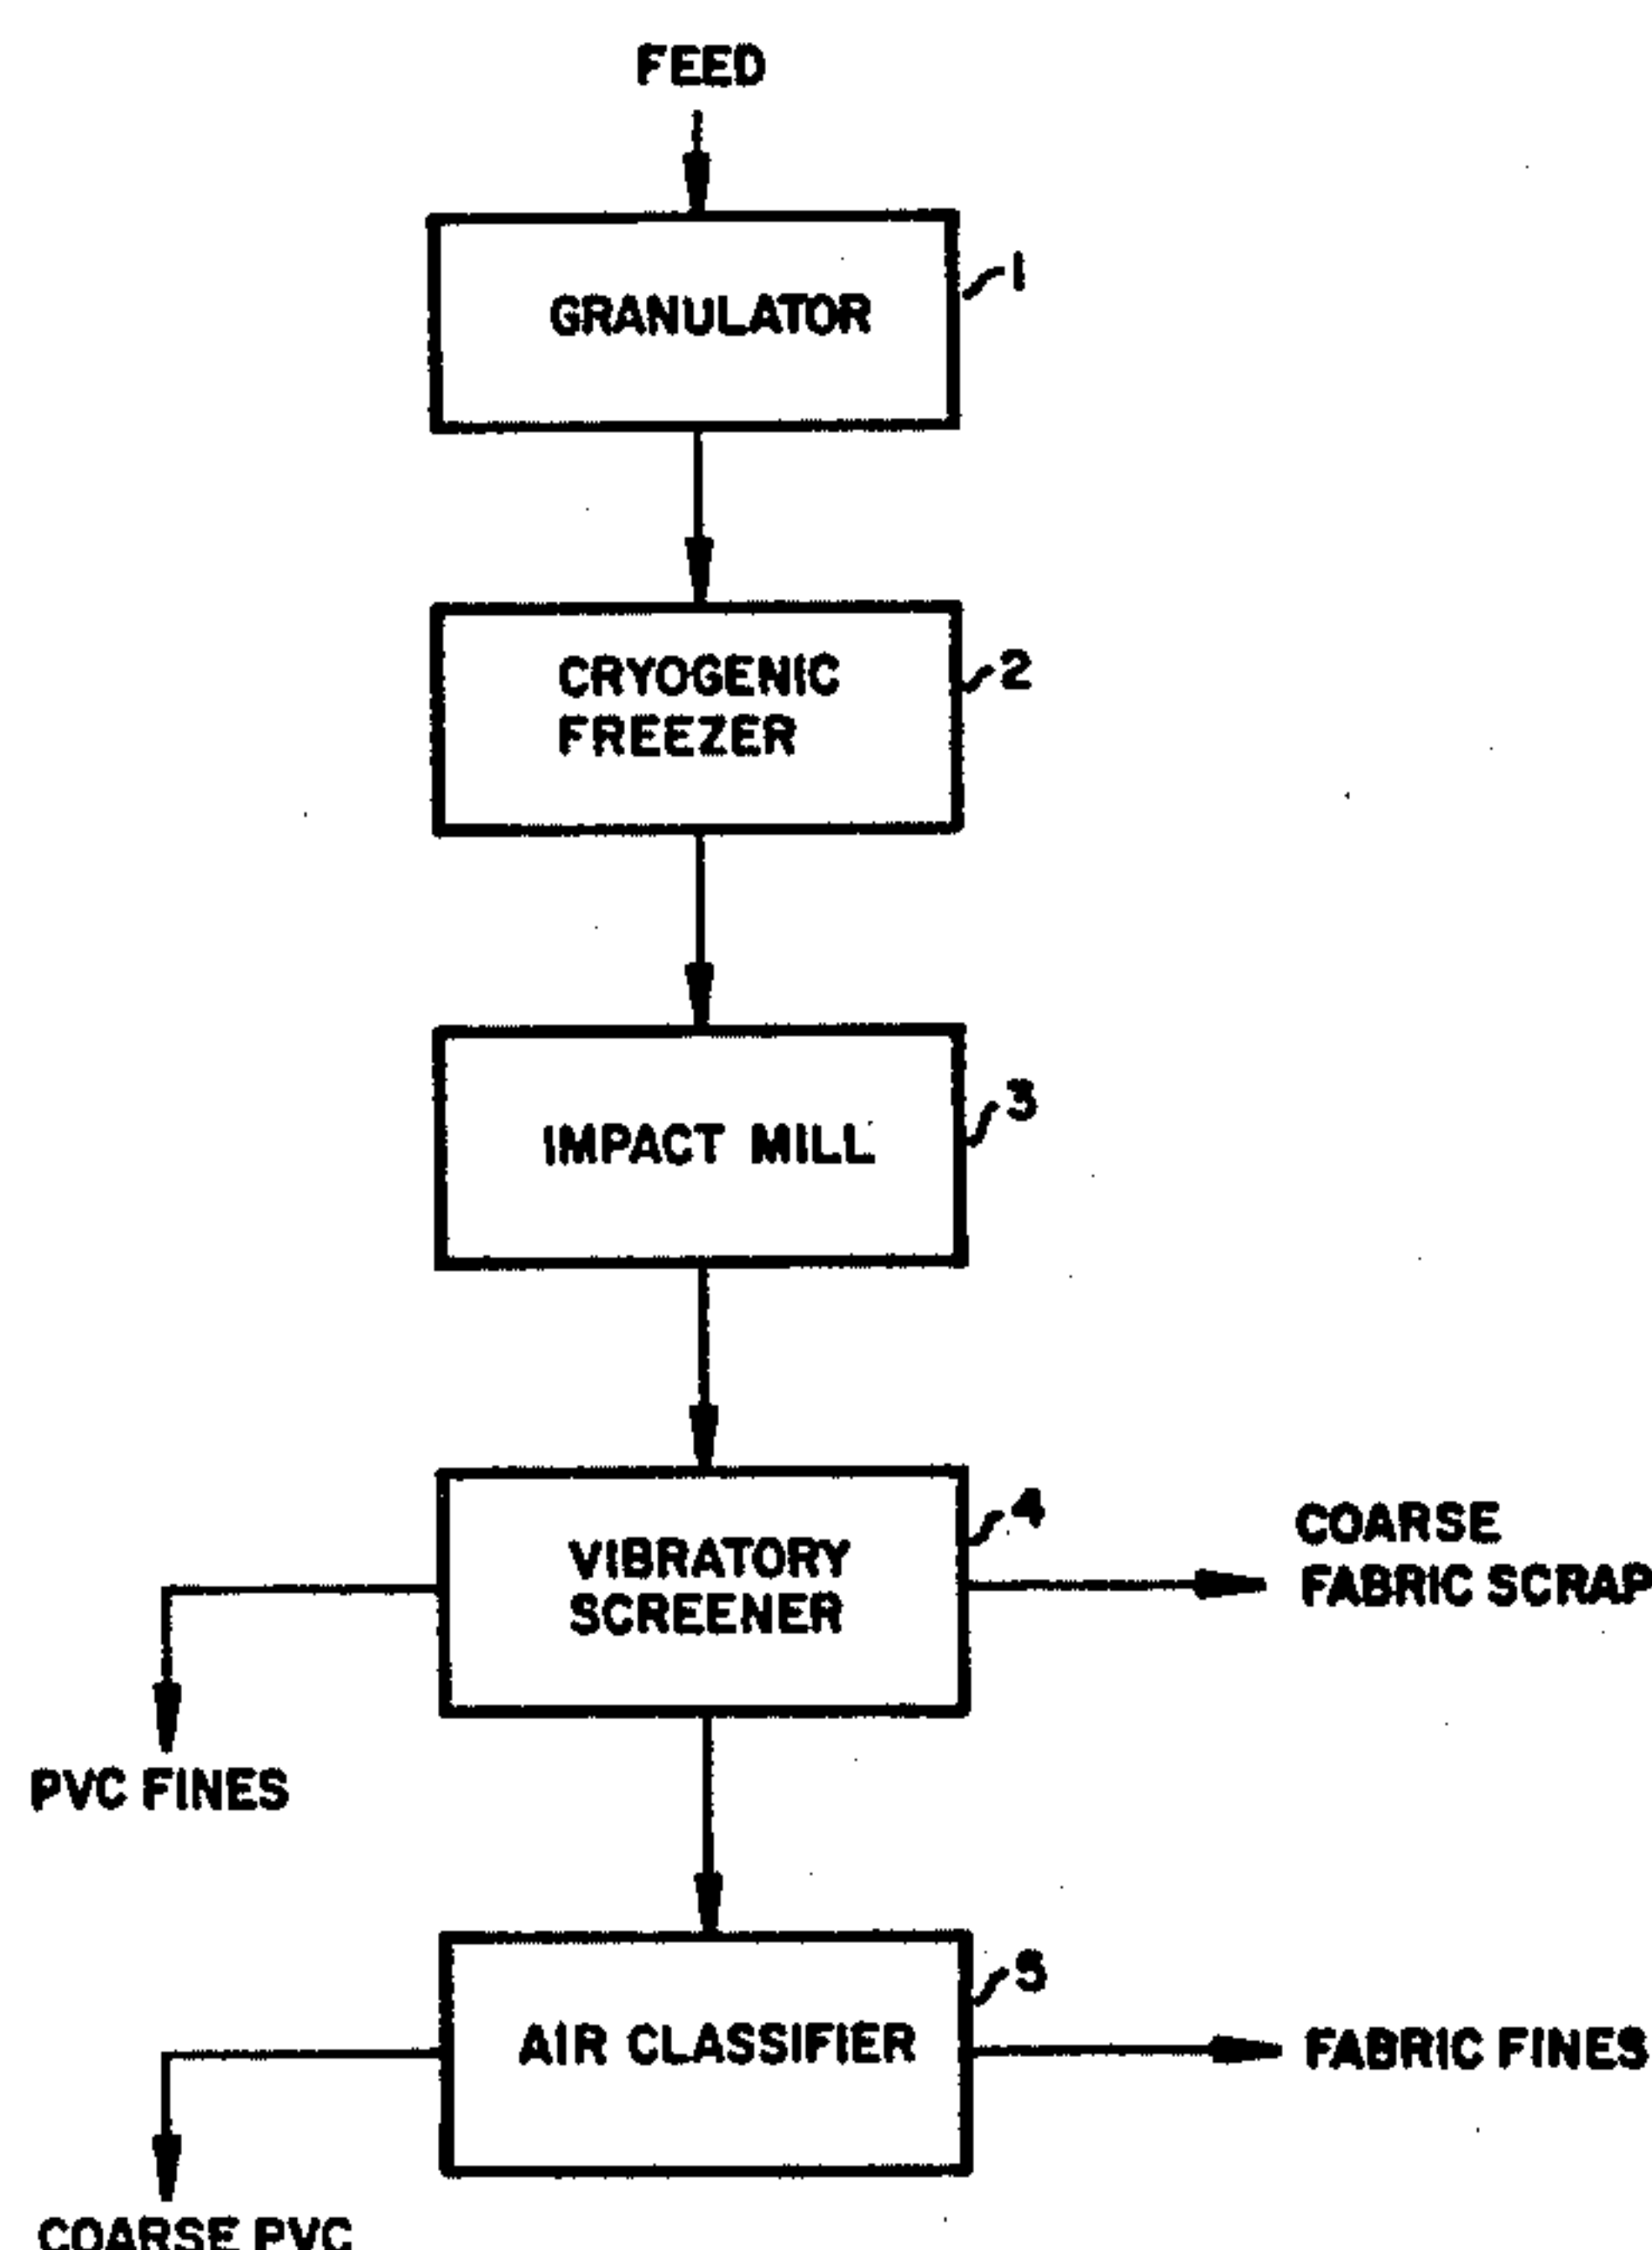 FEED
GRANULATOR
1
CRYOGENIC
FREEZER
2
IMPACT MILL
3
VIBRATORY
SCREENER
4
COARSE
FABRIC SCRAP
PVC FINES
AIR CLASSIFIER
5
FABRIC FINES
COARSE PVC